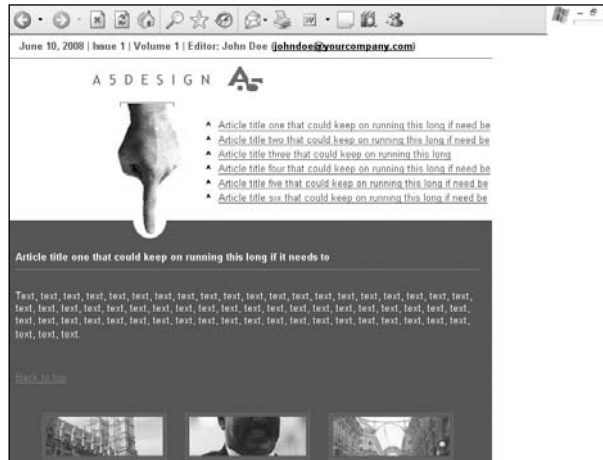 June 10, 2008 | Issue 1 | Volume 1 | Editor: John Doe (johndoe@yourcompany.com)
A5DESIGN A5
Article title one that could keep on running this long if need be
Article title two that could keep on running this long if need be
Article title three that could keep on running this long
Article title four that could keep on running this long if need be
Article title five that could keep on running this long if need be
Article title six that could keep on running this long if need be
Article title one that could keep on running this long if it needs to
Text, text, text, text, text, text, text, text, text, text, text, text, text, text, text, text, text, text, text, text,
text, text, text, text, text, text, text, text, text, text, text, text, text, text, text, text, text, text, text, text,
text, text, text, text, text, text, text, text, text, text, text, text, text, text, text, text, text, text, text, text,
text, text, text.
Back to top